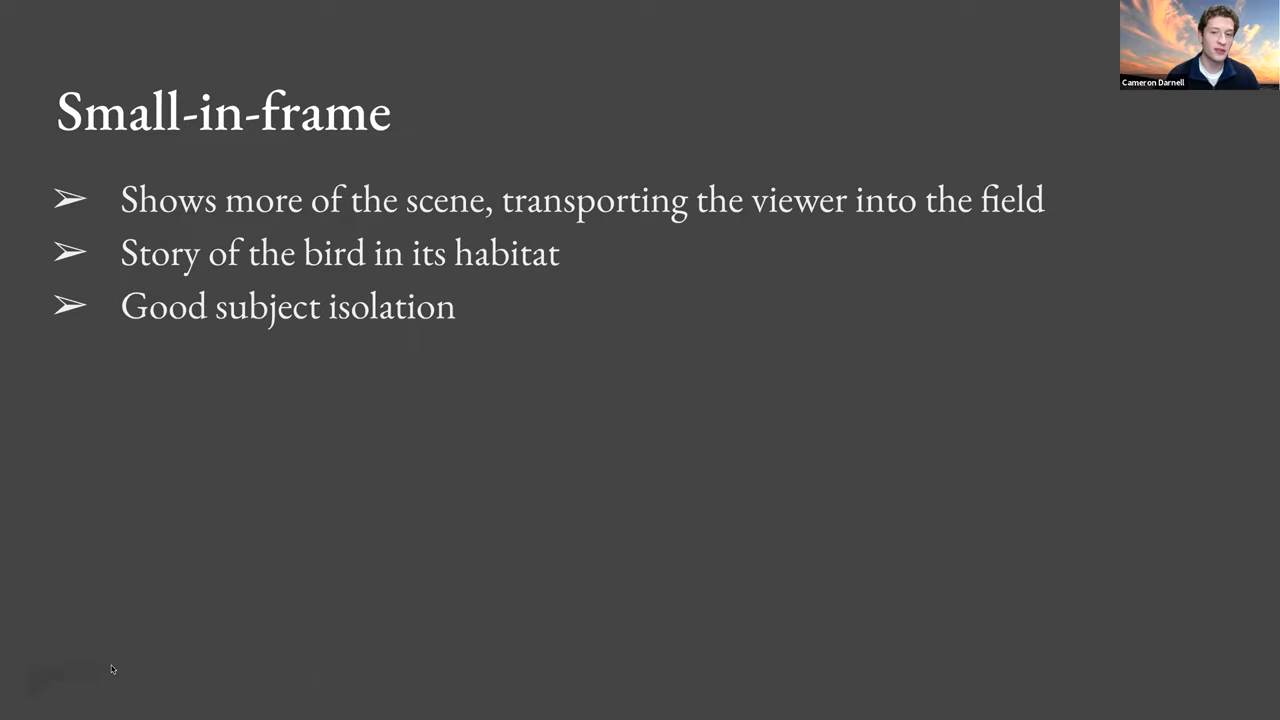 Cameron Darnell
Small-in-frame
➢ Shows more of the scene, transporting the viewer into the field
➢ Story of the bird in its habitat
➢ Good subject isolation